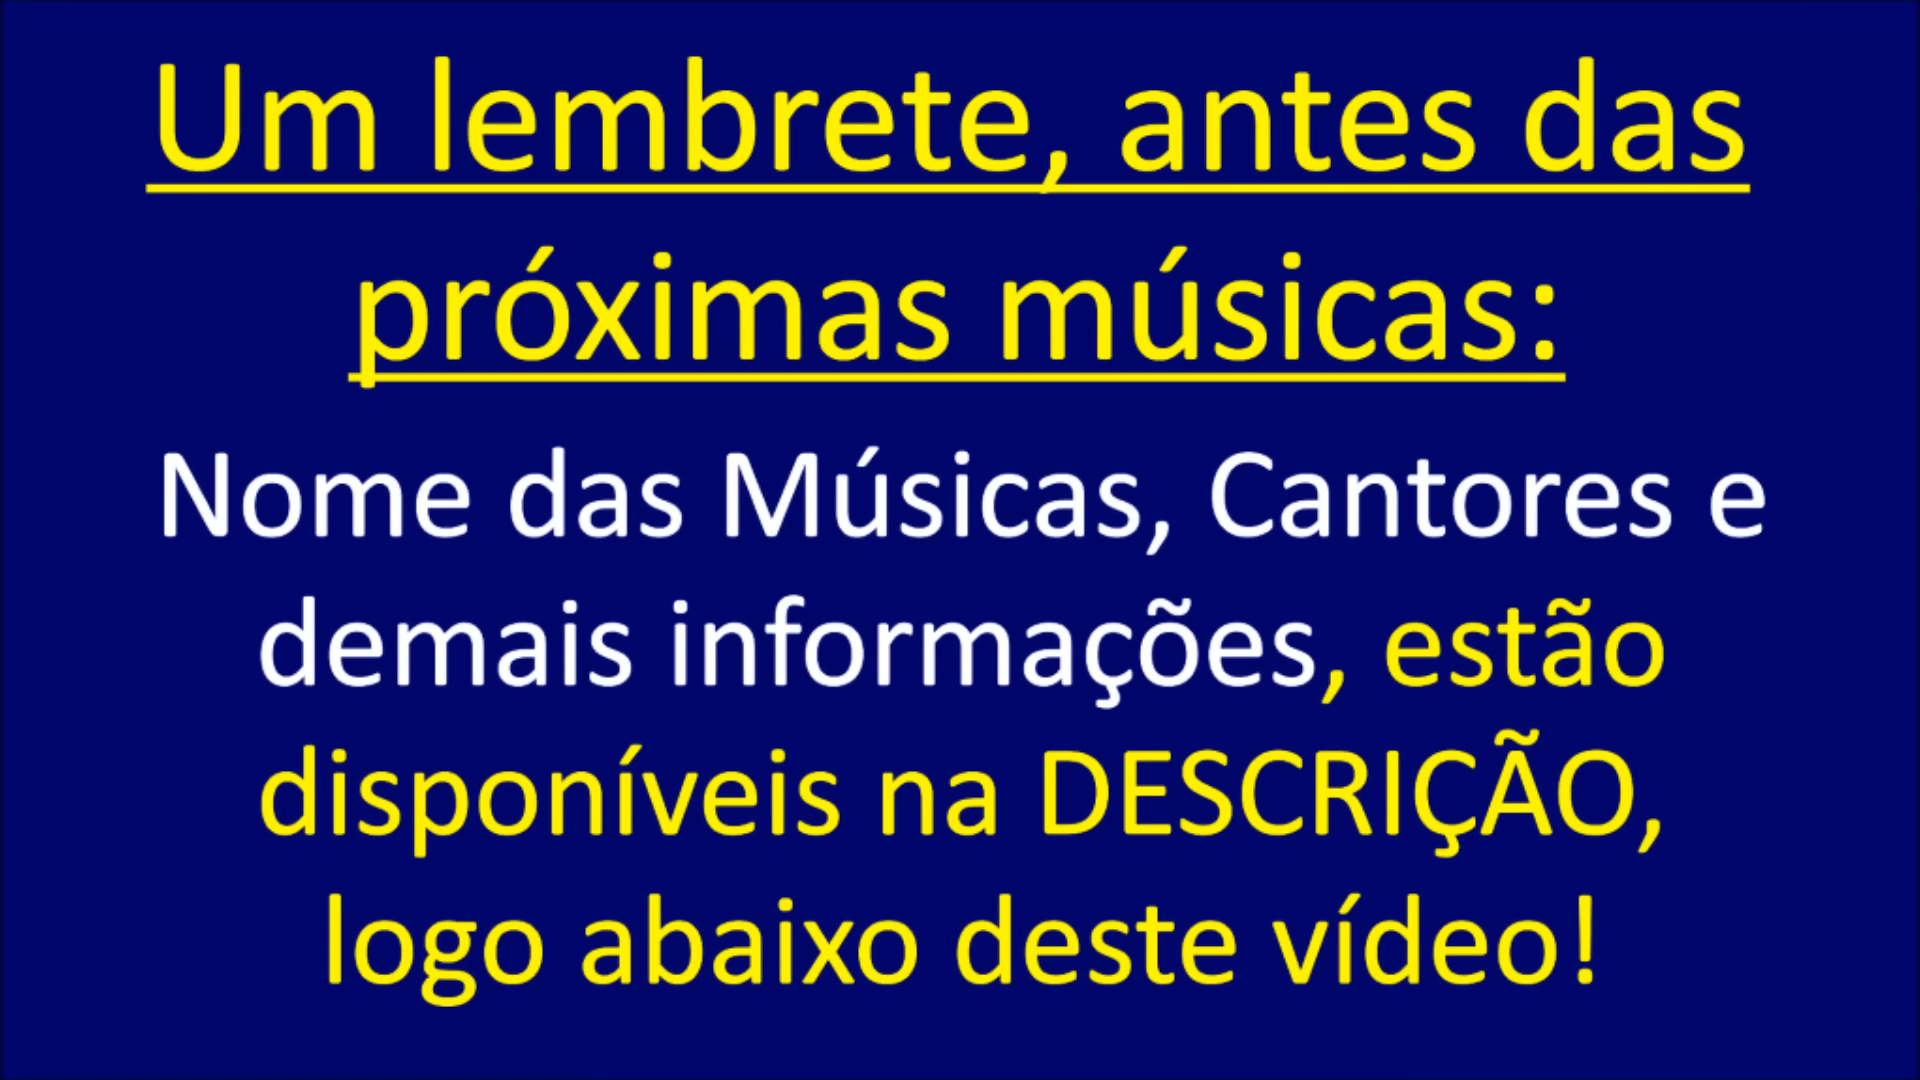 Um lembrete, antes das
próximas músicas:
Nome das Músicas, Cantores e
demais informações, estão
disponíveis na DESCRIÇÃO,
logo abaixo deste vídeo!